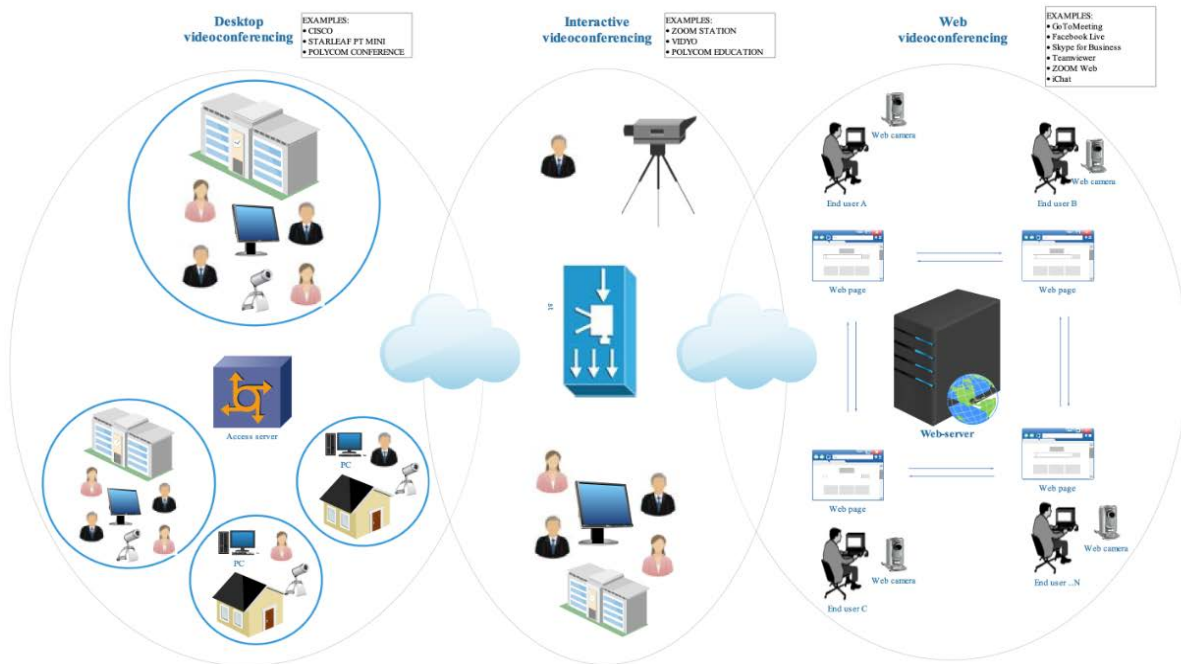 Desktop
videoconferencing
EXAMPLES:
• CISCO
• STARLEAF PT MINI
• POLYCOM CONFERENCE
Interactive
videoconferencing
EXAMPLES:
• ZOOM STATION
• VIDYO
• POLYCOM EDUCATION
Web
videoconferencing
EXAMPLES:
• GoToMeeting
• Facebook Live
• Skype for Business
• Teamviewer
• ZOOM Web
• iChat
Web camera
End user A
Web camera
End user B
Web page
Web page
Access server
Web-server
PC
PC
Web page
Web page
Web camera
End user C
Web camera
End user ...N